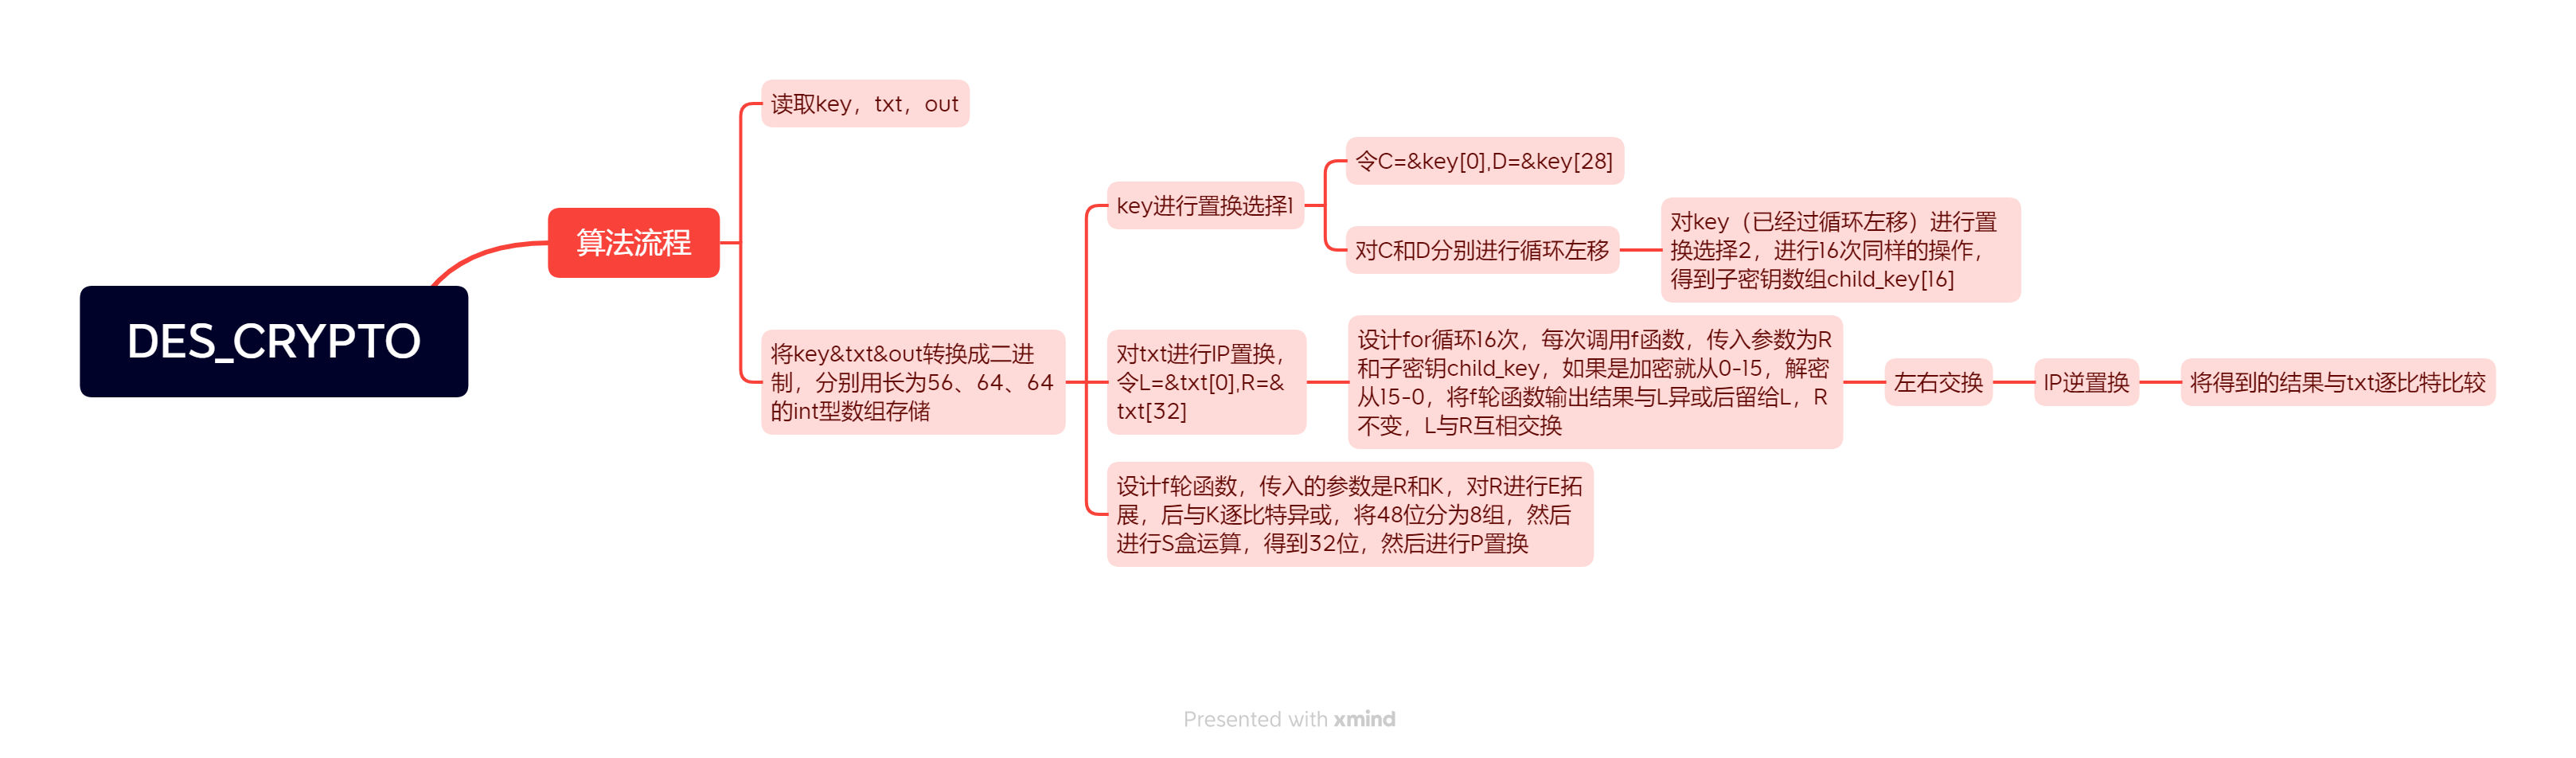 DES_CRYPTO
算法流程
读取key，txt，out
将key&txt&out转换成二进
制，分别用长为56、64、64
的int型数组存储
key进行置换选择1
令C=&key[0],D=&key[28]
对C和D分别进行循环左移
对key（已经过循环左移）进行置
换选择2，进行16次同样的操作，
得到子密钥数组child_key[16]
对txt进行IP置换，
令L=&txt[0],R=&
txt[32]
设计for循环16次，每次调用f函数，传入参数为R
和子密钥child_key，如果是加密就从0-15，解密
从15-0，将f轮函数输出结果与L异或后留给L，R
不变，L与R互相交换
左右交换
IP逆置换
将得到的结果与txt逐比特比较
设计f轮函数，传入的参数是R和K，对R进行E拓
展，后与K逐比特异或，将48位分为8组，然后
进行S盒运算，得到32位，然后进行P置换
Presented with xmind